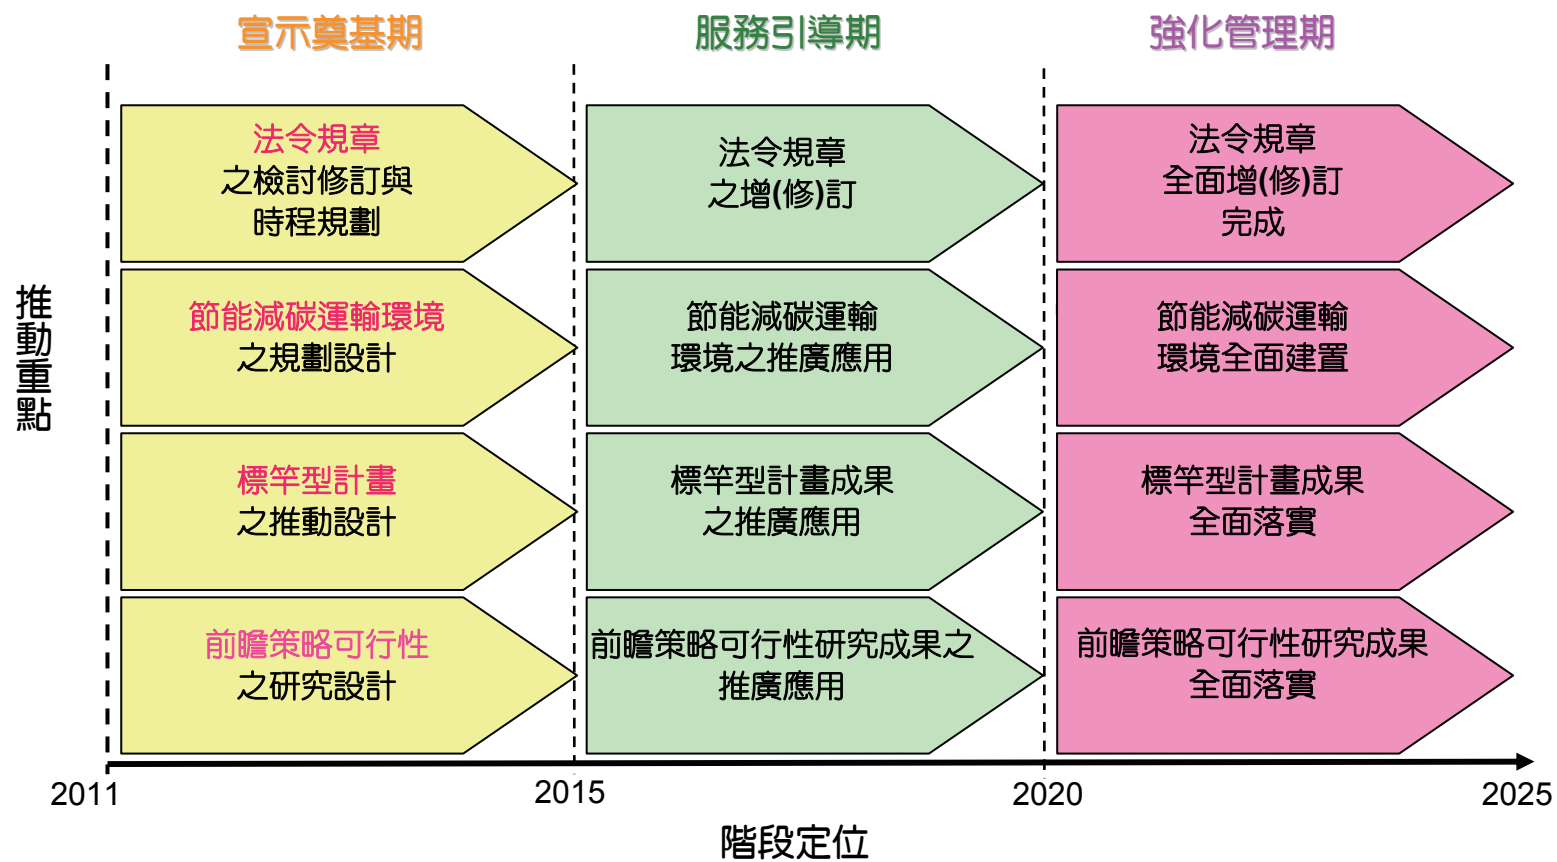 宣示奠基期
服務引導期
強化管理期
法令規章
之檢討修訂與
時程規劃
法令規章
之增(修)訂
法令規章
全面增(修)訂
完成
節能減碳運輸環境
之規劃設計
節能減碳運輸
環境之推廣應用
節能減碳運輸
環境全面建置
標竿型計畫
之推動設計
標竿型計畫成果
之推廣應用
標竿型計畫成果
全面落實
前瞻策略可行性
之研究設計
前瞻策略可行性研究成果之
推廣應用
前瞻策略可行性研究成果
全面落實
推動重點
2011
2015
2020
2025
階段定位